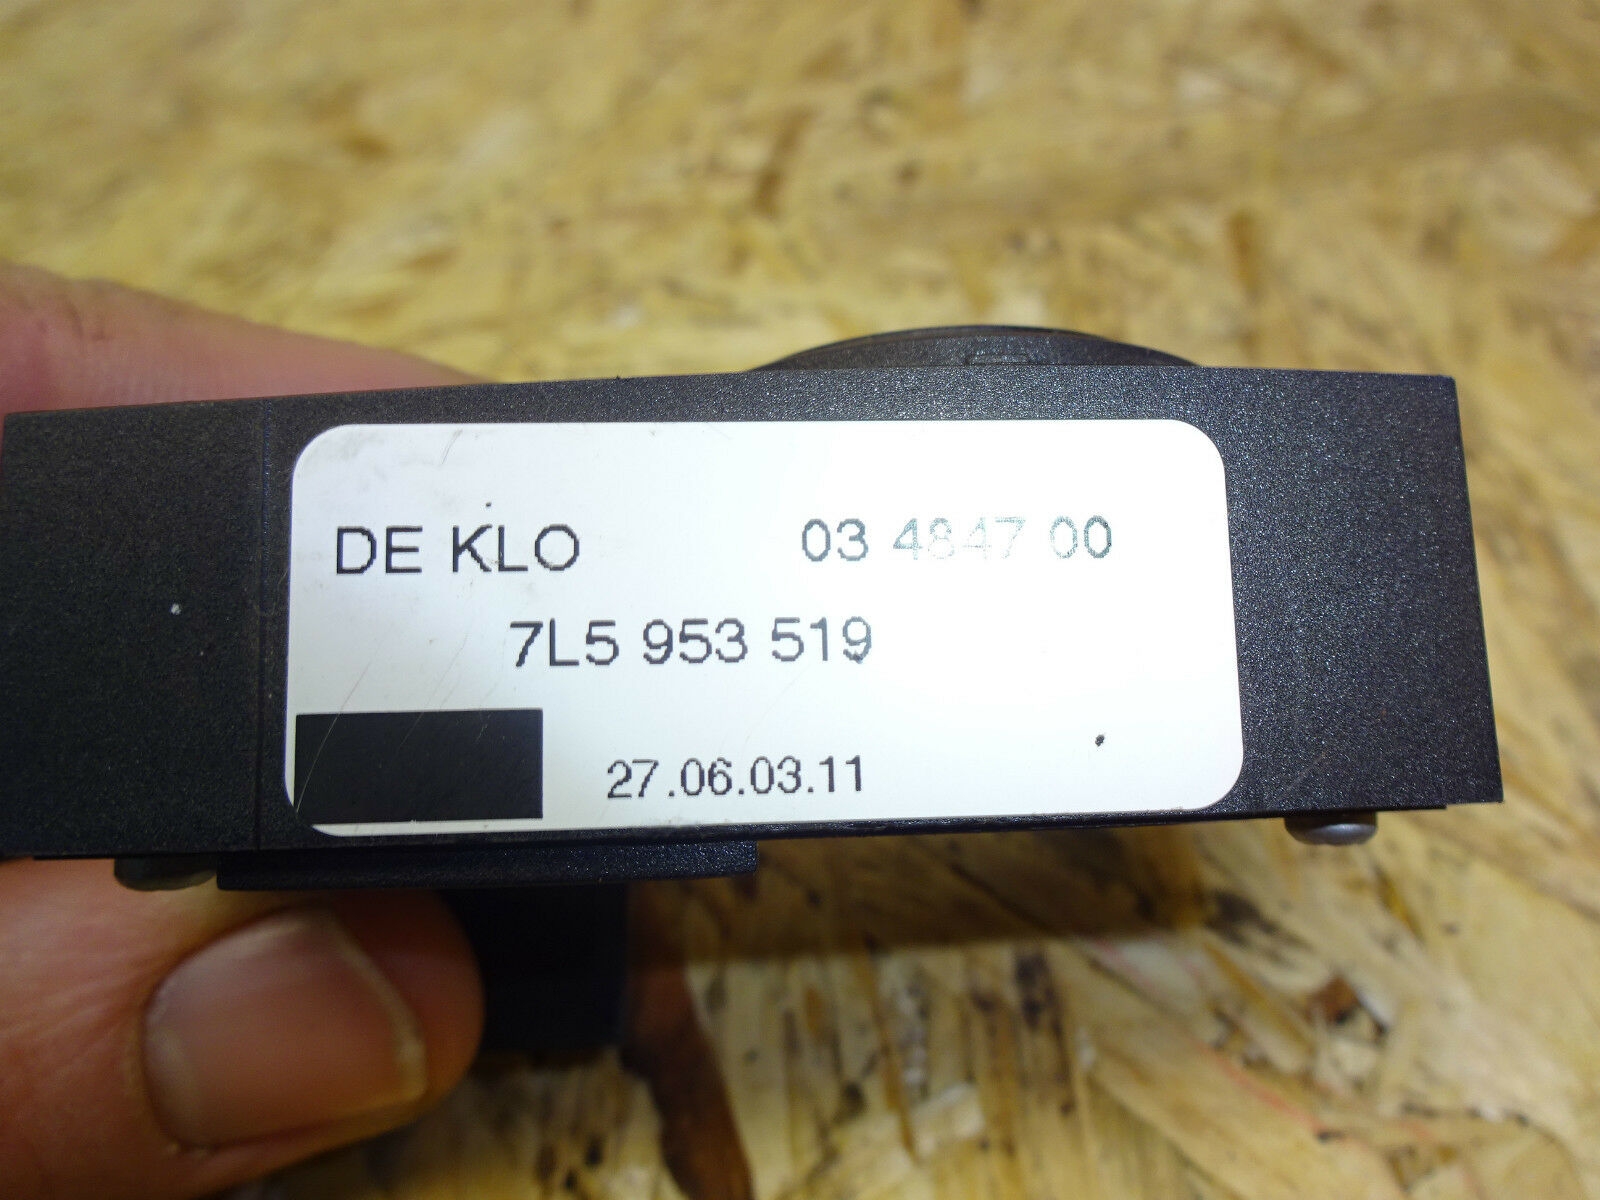 DE KLO 03 4847 00
7L5 953 519
27.06.03.11